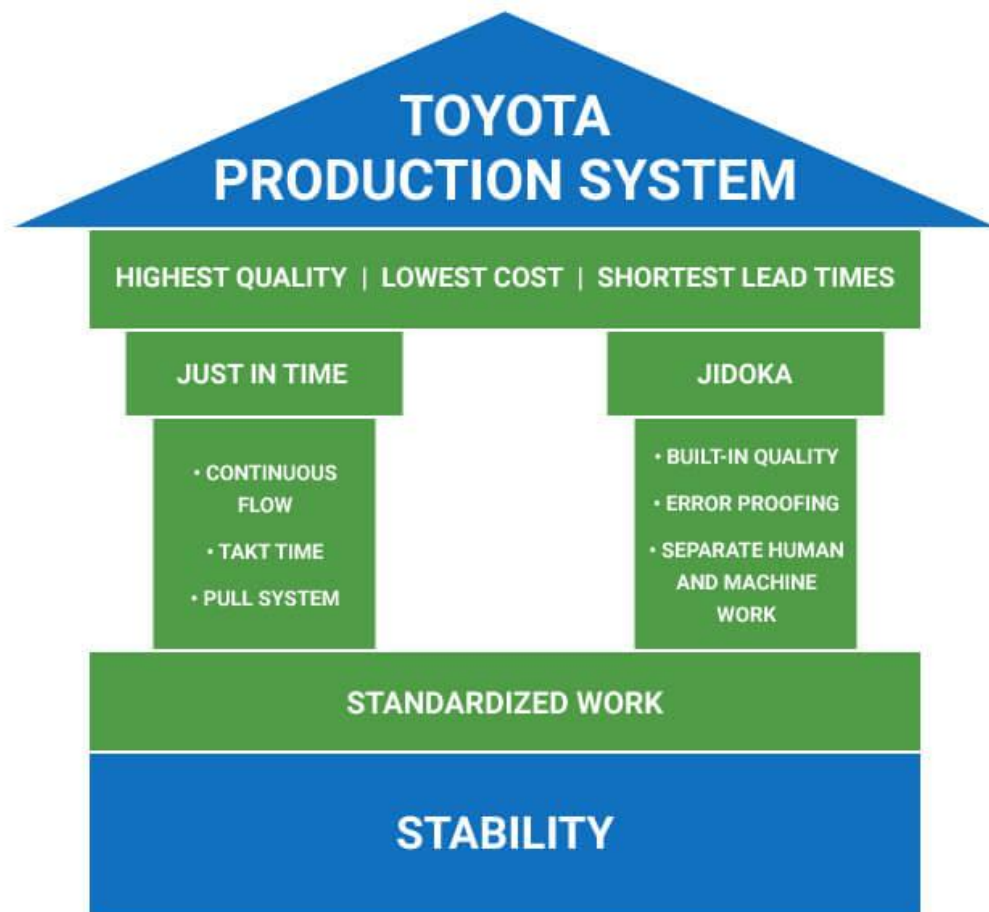 TOYOTA
PRODUCTION SYSTEM
HIGHEST QUALITY | LOWEST COST | SHORTEST LEAD TIMES
JUST IN TIME
• CONTINUOUS
FLOW
• TAKT TIME
• PULL SYSTEM
JIDOKA
• BUILT-IN QUALITY
• ERROR PROOFING
• SEPARATE HUMAN
AND MACHINE
WORK
STANDARDIZED WORK
STABILITY